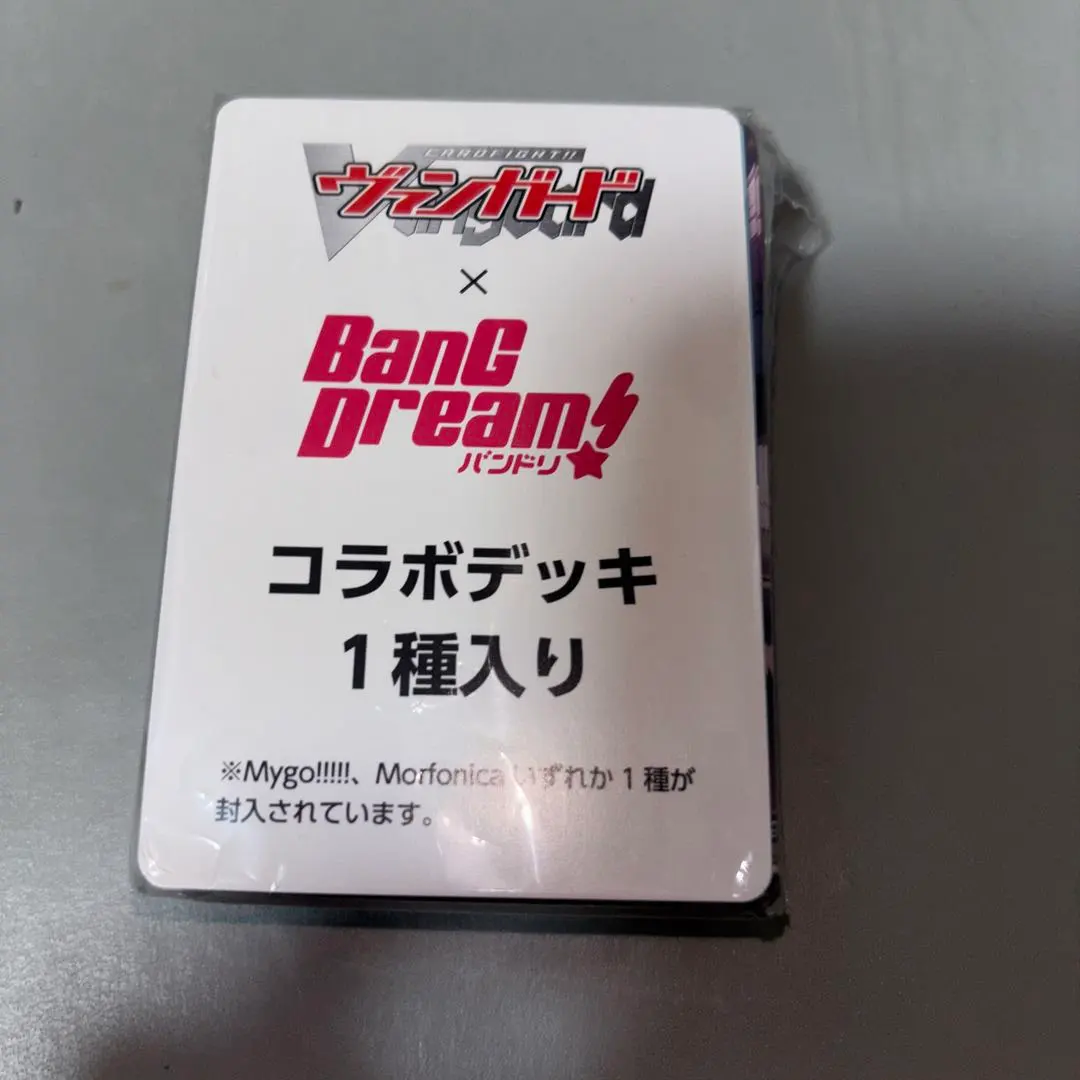 CARDFIGHT!!
ヴァンガード
Vanguard
×
BanG
Dream!
バンドリ
コラボデッキ
1種入り
※Mygo!!!!!、Morfonica いずれか 1 種が
封入されています。